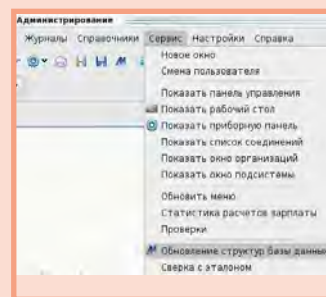 Администрирование
Журналы Справочники Сервис Настройки Справка
Новое окно
Смена пользователя
Показать панель управления
Показать рабочий стол
Показать приборную панель
Показать список соединений
Показать окно организаций
Показать окно подсистемы
Обновить меню
Статистика расчетов зарплаты
Проверки
Обновление структур базы данны
Сверка с эталоном